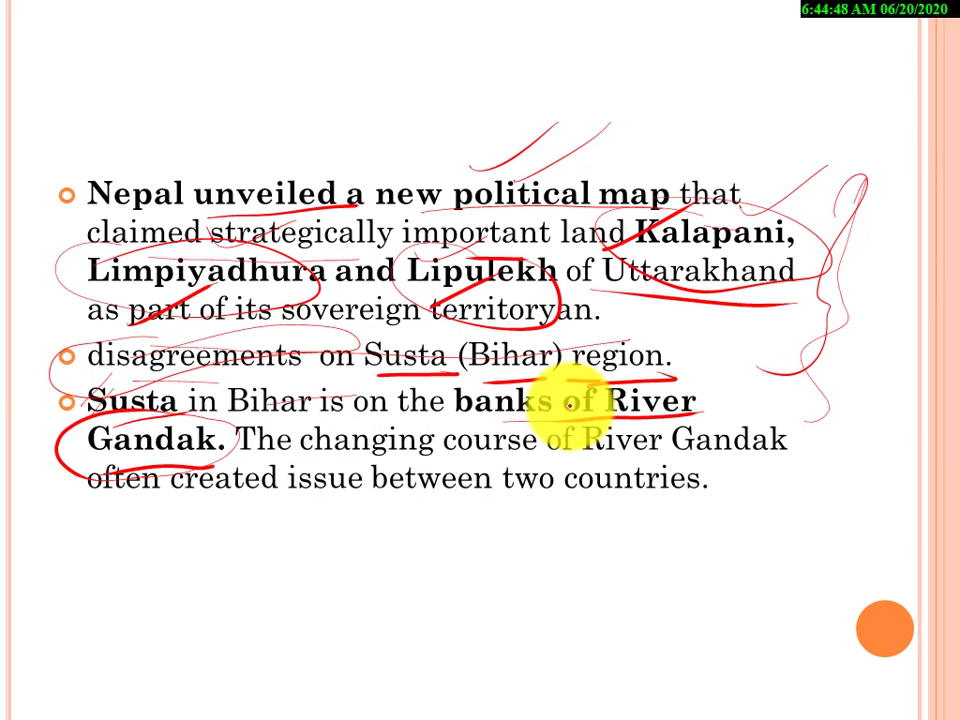 6:44:48 AM 06/20/2020
Nepal unveiled a new political map that
claimed strategically important land Kalapani,
Limpiyadhura and Lipulekh of Uttarakhand
as part of its sovereign territoryan.
disagreements on Susta (Bihar) region.
Susta in Bihar is on the banks of River
Gandak. The changing course of River Gandak
often created issue between two countries.